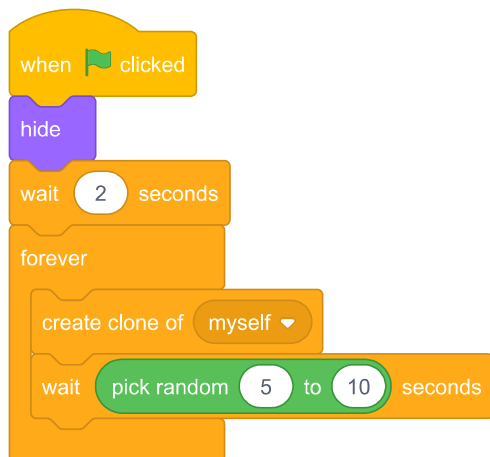 when clicked
hide
wait 2 seconds
forever
create clone of myself
wait pick random 5 to 10 seconds